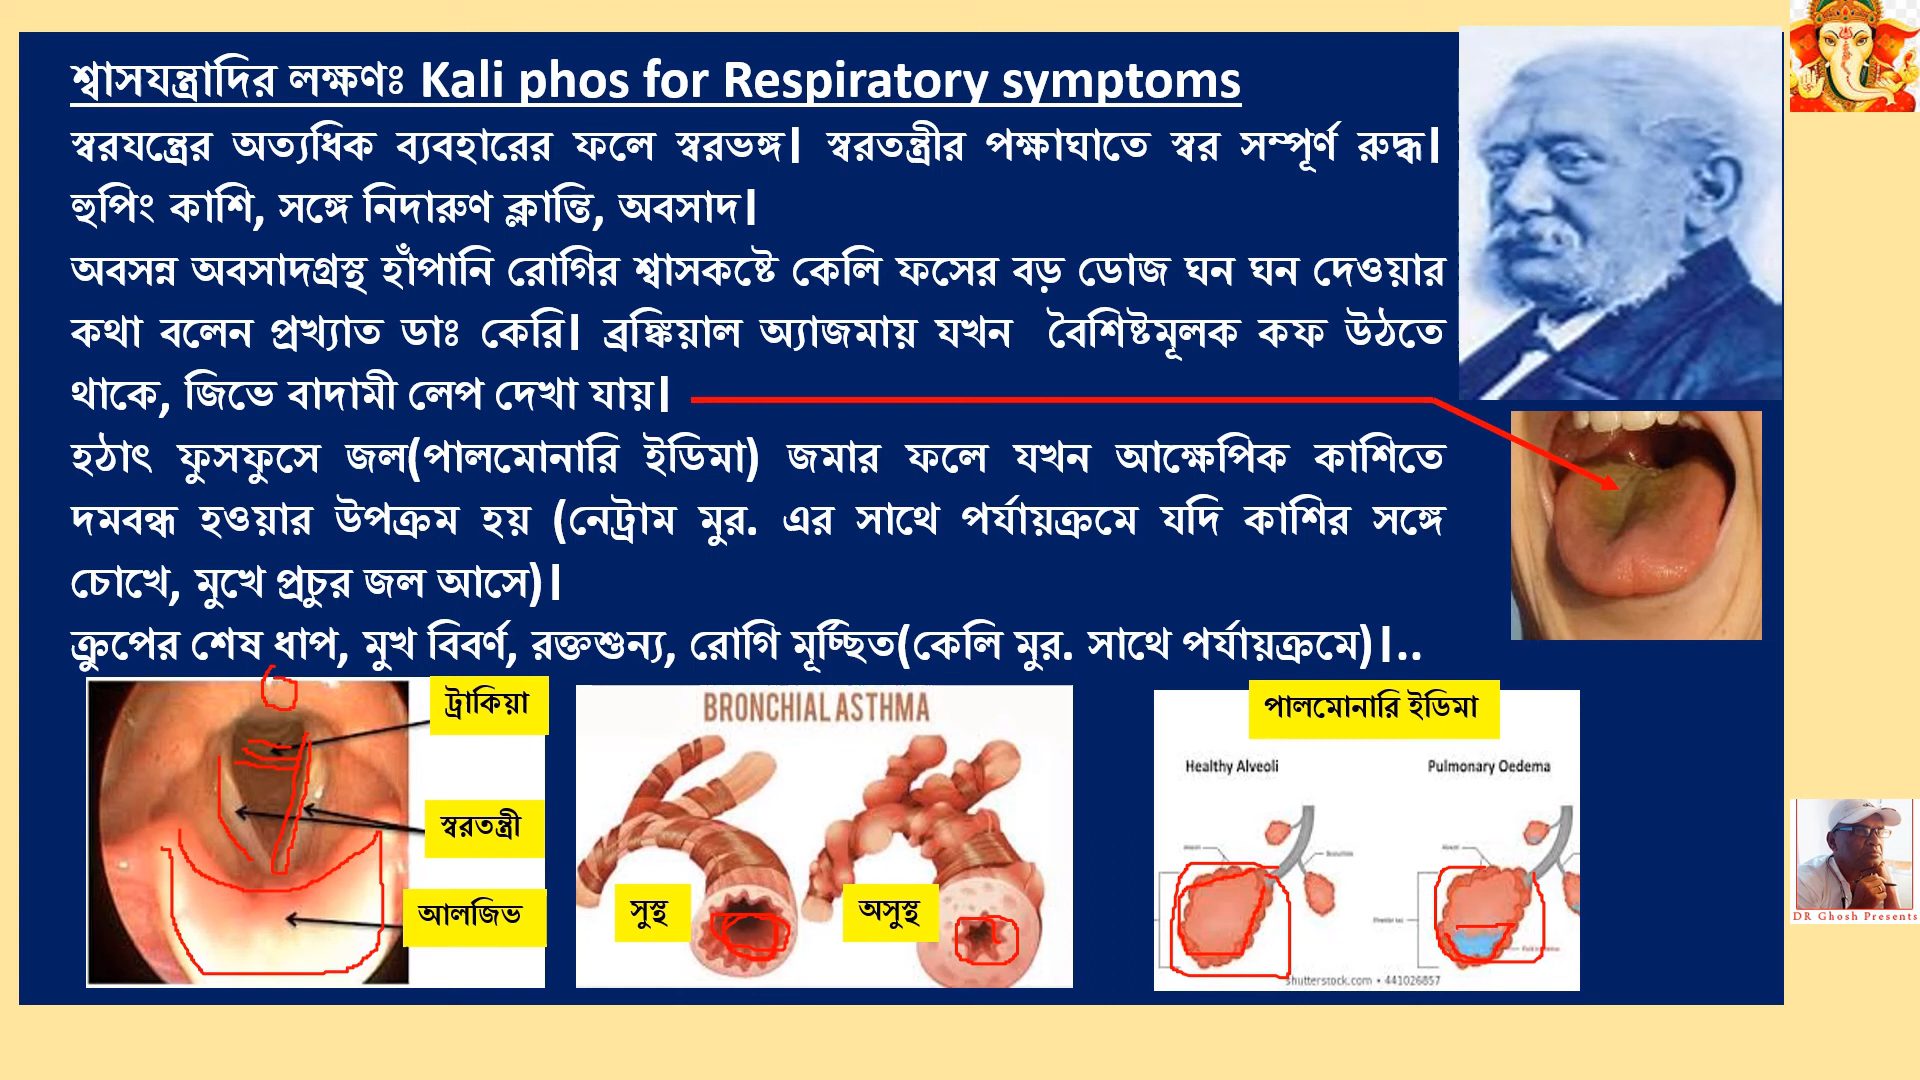 শ্বাসযন্ত্রাদির লক্ষণঃ Kali phos for Respiratory symptoms
স্বরযন্ত্রের অত্যধিক ব্যবহারের ফলে স্বরভঙ্গ। স্বরতন্ত্রীর পক্ষাঘাতে স্বর সম্পূর্ণ রুদ্ধ।
হুপিং কাশি, সঙ্গে নিদারুণ ক্লান্তি, অবসাদ।
অবসন্ন অবসাদগ্রস্থ হাঁপানি রোগির শ্বাসকষ্টে কেলি ফসের বড় ডোজ ঘন ঘন দেওয়ার
কথা বলেন প্রখ্যাত ডাঃ কেরি। ব্রঙ্কিয়াল অ্যাজমায় যখন বৈশিষ্টমূলক কফ উঠতে
থাকে, জিভে বাদামী লেপ দেখা যায়।
হঠাৎ ফুসফুসে জল(পালমোনারি ইডিমা) জমার ফলে যখন আক্ষেপিক কাশিতে
দমবন্ধ হওয়ার উপক্রম হয় (নেট্রাম মুর. এর সাথে পর্যায়ক্রমে যদি কাশির সঙ্গে
চোখে, মুখে প্রচুর জল আসে)।
ক্রুপের শেষ ধাপ, মুখ বিবর্ণ, রক্তশুন্য, রোগি মূর্চ্ছিত(কেলি মুর. সাথে পর্যায়ক্রমে)।..
ট্রাকিয়া
স্বরতন্ত্রী
আলজিভ
BRONCHIAL ASTHMA
সুস্থ
অসুস্থ
পালমোনারি ইডিমা
Healthy Alveoli
Pulmonary Oedema
shutterstock.com • 441026857
DR Ghosh Presents